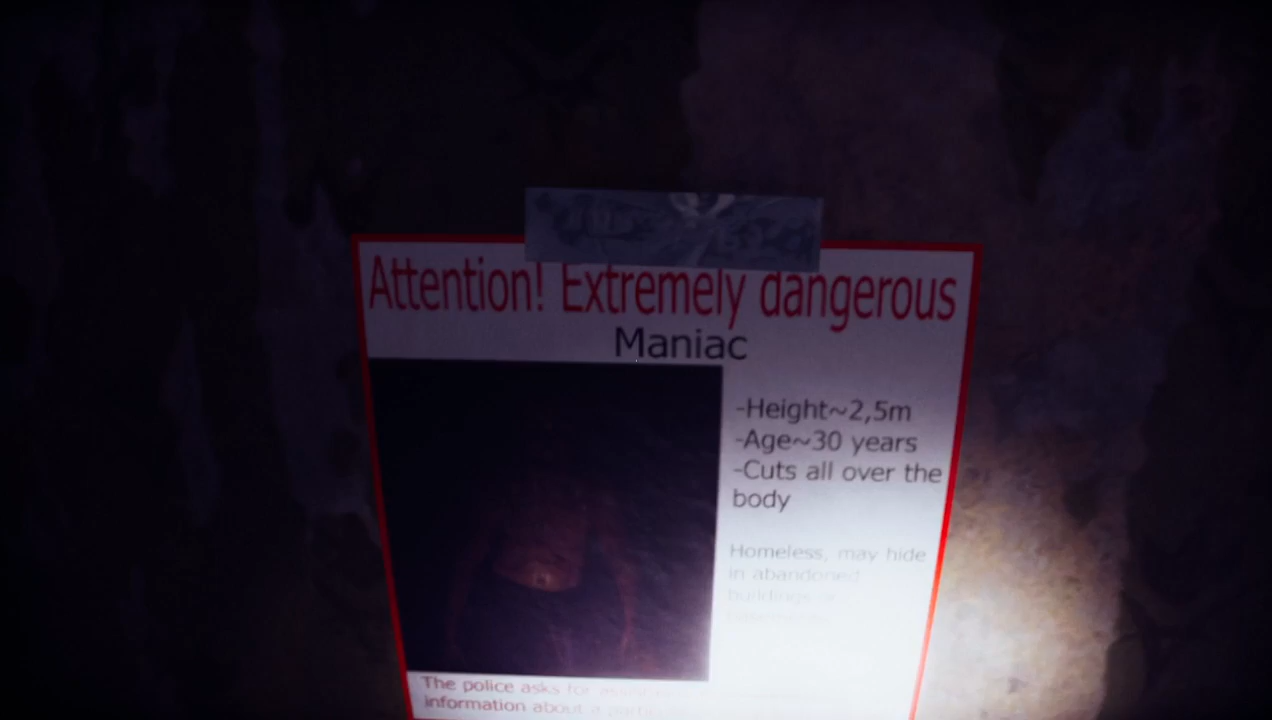 Attention! Extremely dangerous
Maniac
-Height~2,5m
-Age~30 years
-Cuts all over the
body
Homeless, may hide
in abandoned
buildings
The police asks for
information about